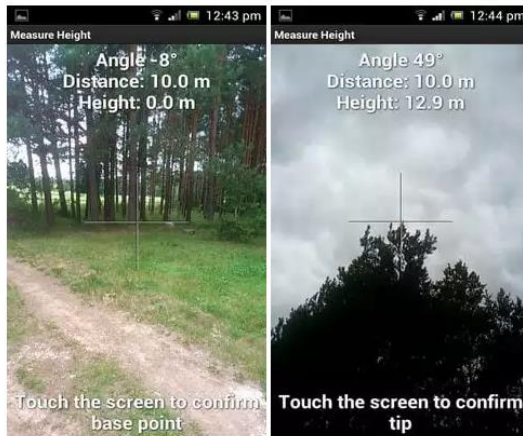 12:43 pm
Measure Height
Angle -8°
Distance: 10.0 m
Height: 0.0 m
Touch the screen to confirm
base point
12:44 pm
Measure Height
Angle 49°
Distance: 10.0 m
Height: 12.9 m
Touch the screen to confirm
tip